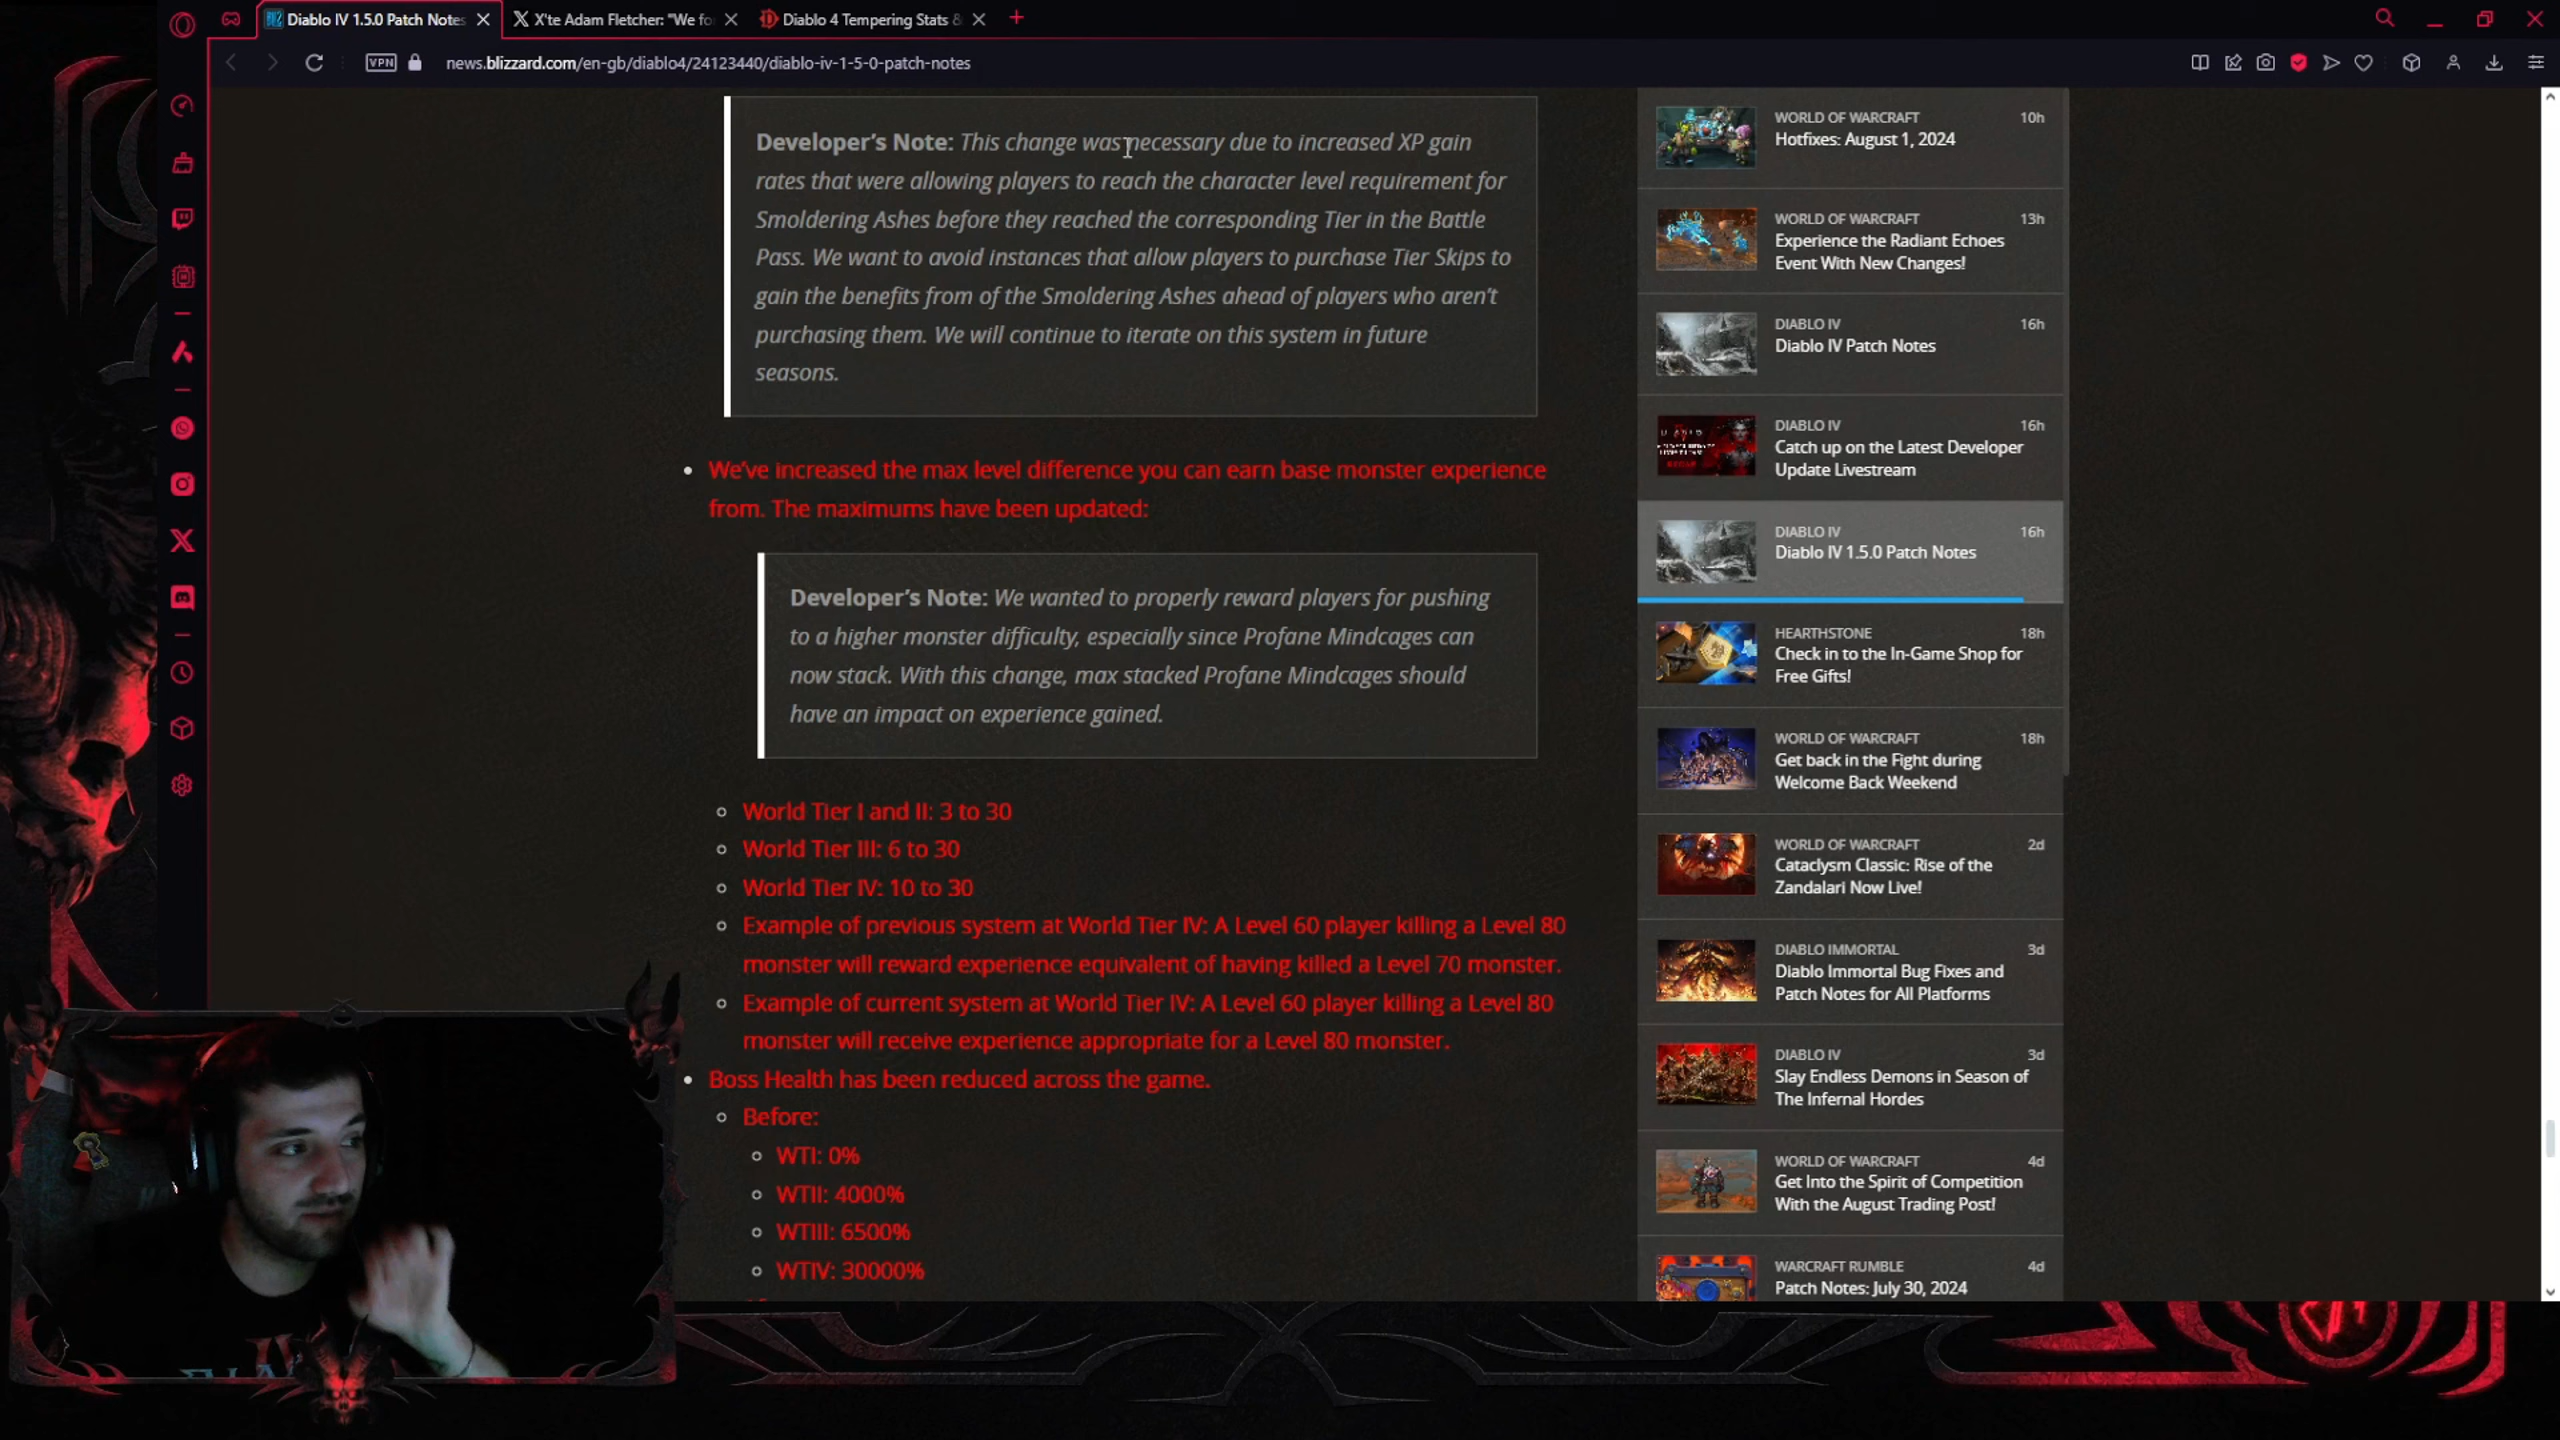 Diablo IV 1.5.0 Patch Notes
X'te Adam Fletcher: "We fo
Diablo 4 Tempering Stats &
VPN
news.blizzard.com/en-gb/diablo4/24123440/diablo-iv-1-5-0-patch-notes
Developer's Note: This change was necessary due to increased XP gain
rates that were allowing players to reach the character level requirement for
Smoldering Ashes before they reached the corresponding Tier in the Battle
Pass. We want to avoid instances that allow players to purchase Tier Skips to
gain the benefits from of the Smoldering Ashes ahead of players who aren't
purchasing them. We will continue to iterate on this system in future
seasons.
We've increased the max level difference you can earn base monster experience
from. The maximums have been updated:
Developer's Note: We wanted to properly reward players for pushing
to a higher monster difficulty, especially since Profane Mindcages can
now stack. With this change, max stacked Profane Mindcages should
have an impact on experience gained.
World Tier I and II: 3 to 30
World Tier III: 6 to 30
World Tier IV: 10 to 30
Example of previous system at World Tier IV: A Level 60 player killing a Level 80
monster will reward experience equivalent of having killed a Level 70 monster.
Example of current system at World Tier IV: A Level 60 player killing a Level 80
monster will receive experience appropriate for a Level 80 monster.
Boss Health has been reduced across the game.
Before:
WTI: 0%
WTII: 4000%
WTIII: 6500%
WTIV: 30000%
WORLD OF WARCRAFT 10h
Hotfixes: August 1, 2024
WORLD OF WARCRAFT 13h
Experience the Radiant Echoes
Event With New Changes!
DIABLO IV 16h
Diablo IV Patch Notes
DIABLO IV 16h
Catch up on the Latest Developer
Update Livestream
DIABLO IV 16h
Diablo IV 1.5.0 Patch Notes
HEARTHSTONE 18h
Check in to the In-Game Shop for
Free Gifts!
WORLD OF WARCRAFT 18h
Get back in the Fight during
Welcome Back Weekend
WORLD OF WARCRAFT 2d
Cataclysm Classic: Rise of the
Zandalari Now Live!
DIABLO IMMORTAL 3d
Diablo Immortal Bug Fixes and
Patch Notes for All Platforms
DIABLO IV 3d
Slay Endless Demons in Season of
The Infernal Hordes
WORLD OF WARCRAFT 4d
Get Into the Spirit of Competition
With the August Trading Post!
WARCRAFT RUMBLE 4d
Patch Notes: July 30, 2024